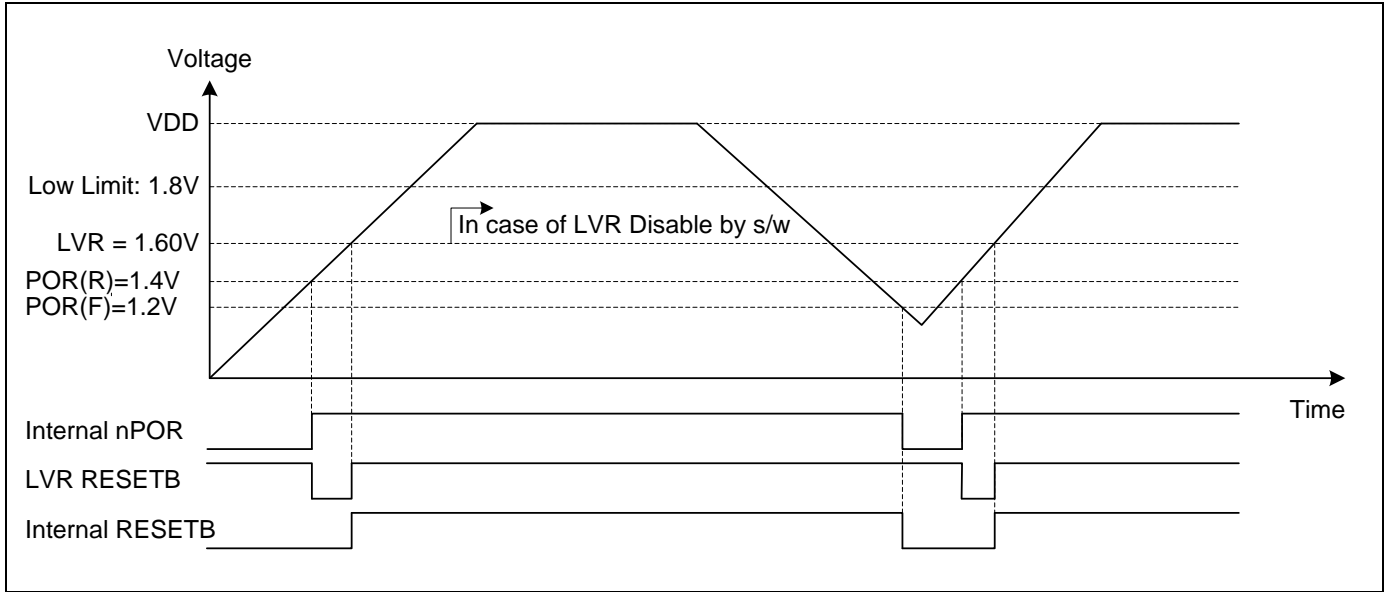 Voltage
VDD
Low Limit: 1.8V
In case of LVR Disable by s/w
LVR = 1.60V
POR(R)=1.4V
POR(F)=1.2V
Time
Internal nPOR
LVR RESETB
Internal RESETB